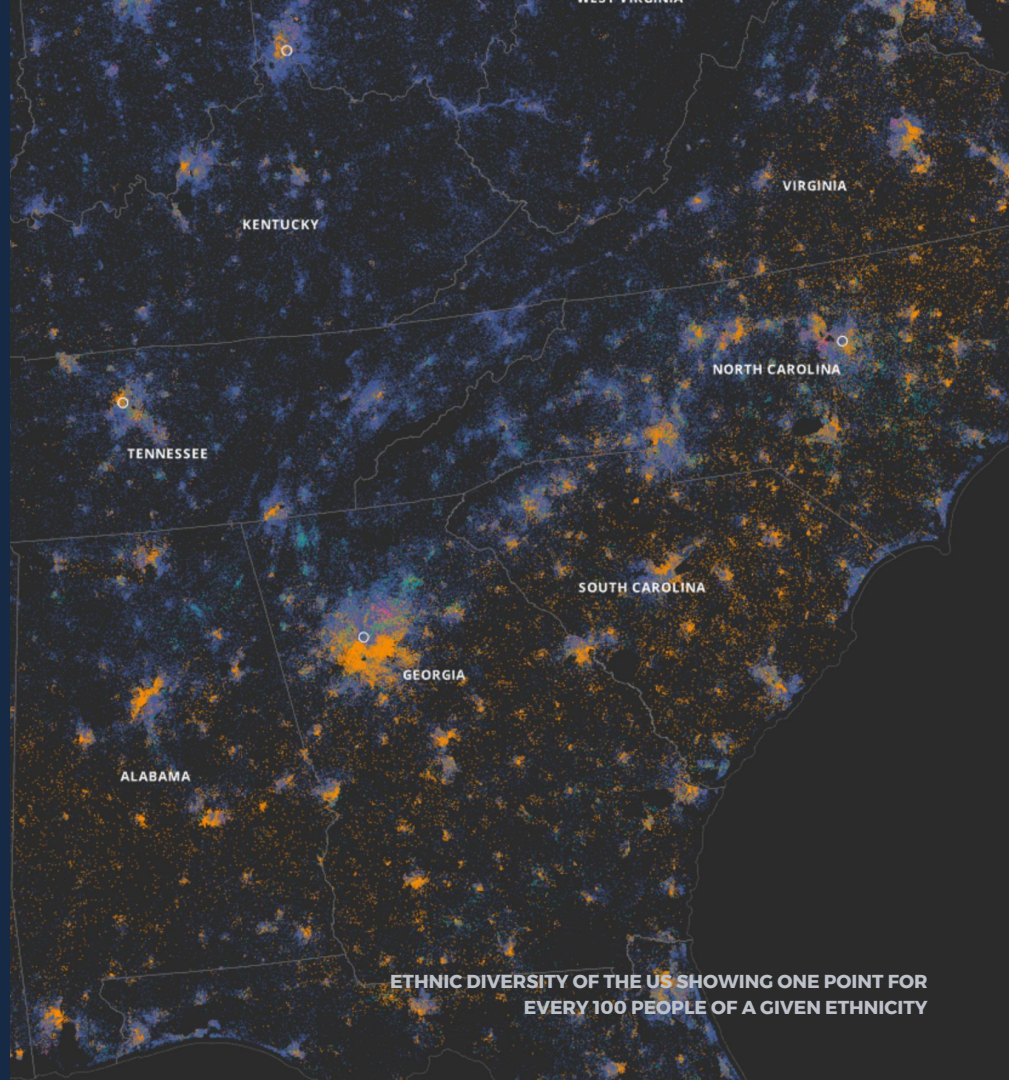 WEST VIRGINIA
VIRGINIA
KENTUCKY
NORTH CAROLINA
TENNESSEE
SOUTH CAROLINA
GEORGIA
ALABAMA
ETHNIC DIVERSITY OF THE US SHOWING ONE POINT FOR
EVERY 100 PEOPLE OF A GIVEN ETHNICITY